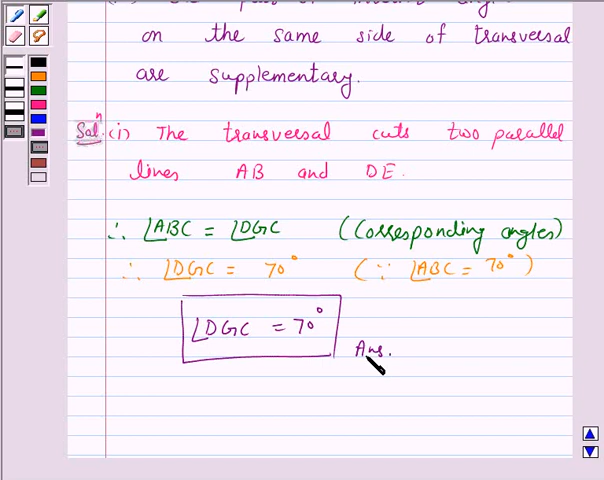 on the same side of transversal
are supplementary.
Solⁿ. (i) The transversal cuts two parallel
lines AB and DE.
∴ ∠ABC = ∠DGC (Corresponding angles)
∴ ∠DGC = 70° (∵ ∠ABC = 70°)
∠DGC = 70°
Ans.